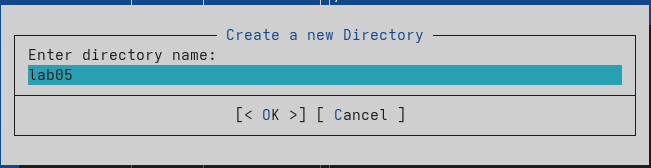 Create a new Directory
Enter directory name:
lab05
[< OK >] [ Cancel ]